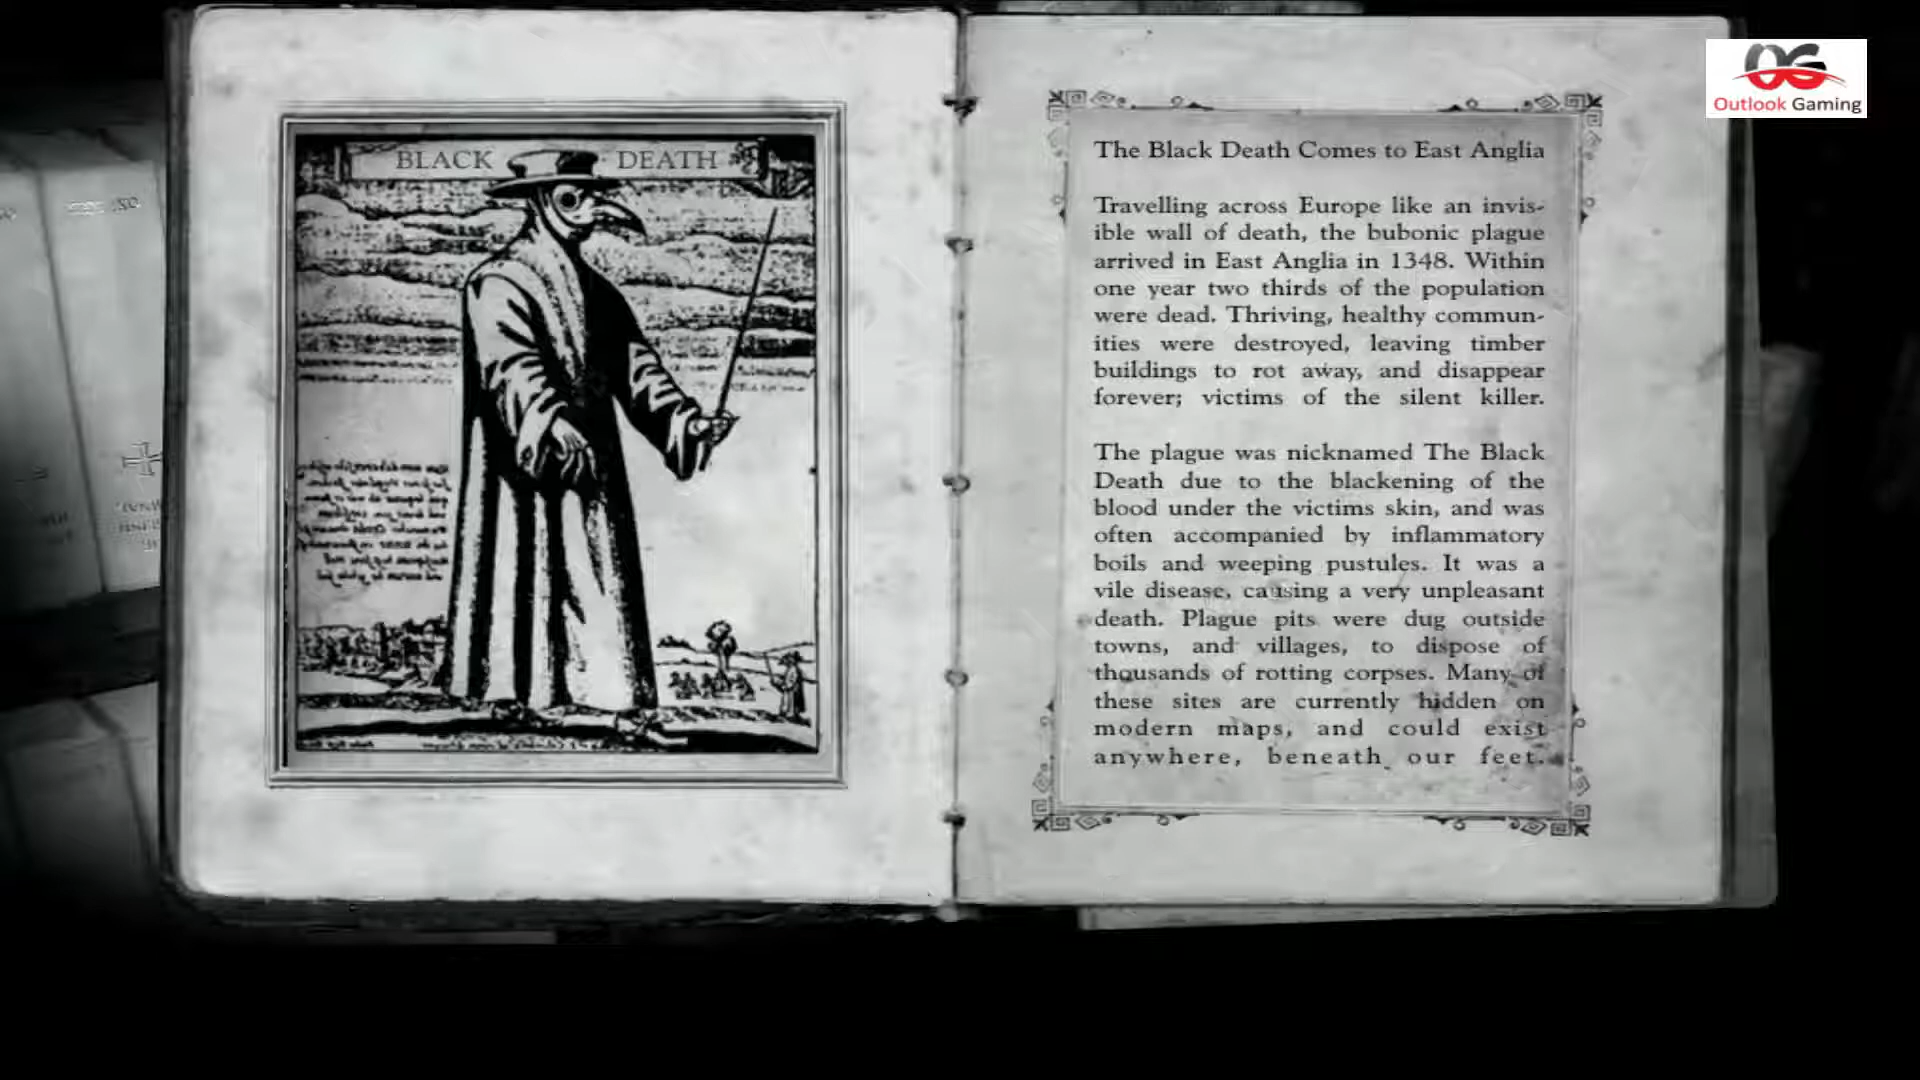 Outlook Gaming
BLACK DEATH
The Black Death Comes to East Anglia
Travelling across Europe like an invis-
ible wall of death, the bubonic plague
arrived in East Anglia in 1348. Within
one year two thirds of the population
were dead. Thriving, healthy commun-
ities were destroyed, leaving timber
buildings to rot away, and disappear
forever; victims of the silent killer.
The plague was nicknamed The Black
Death due to the blackening of the
blood under the victims skin, and was
often accompanied by inflammatory
boils and weeping pustules. It was a
vile disease, causing a very unpleasant
death. Plague pits were dug outside
towns, and villages, to dispose of
thousands of rotting corpses. Many of
these sites are currently hidden on
modern maps, and could exist
anywhere, beneath our feet.